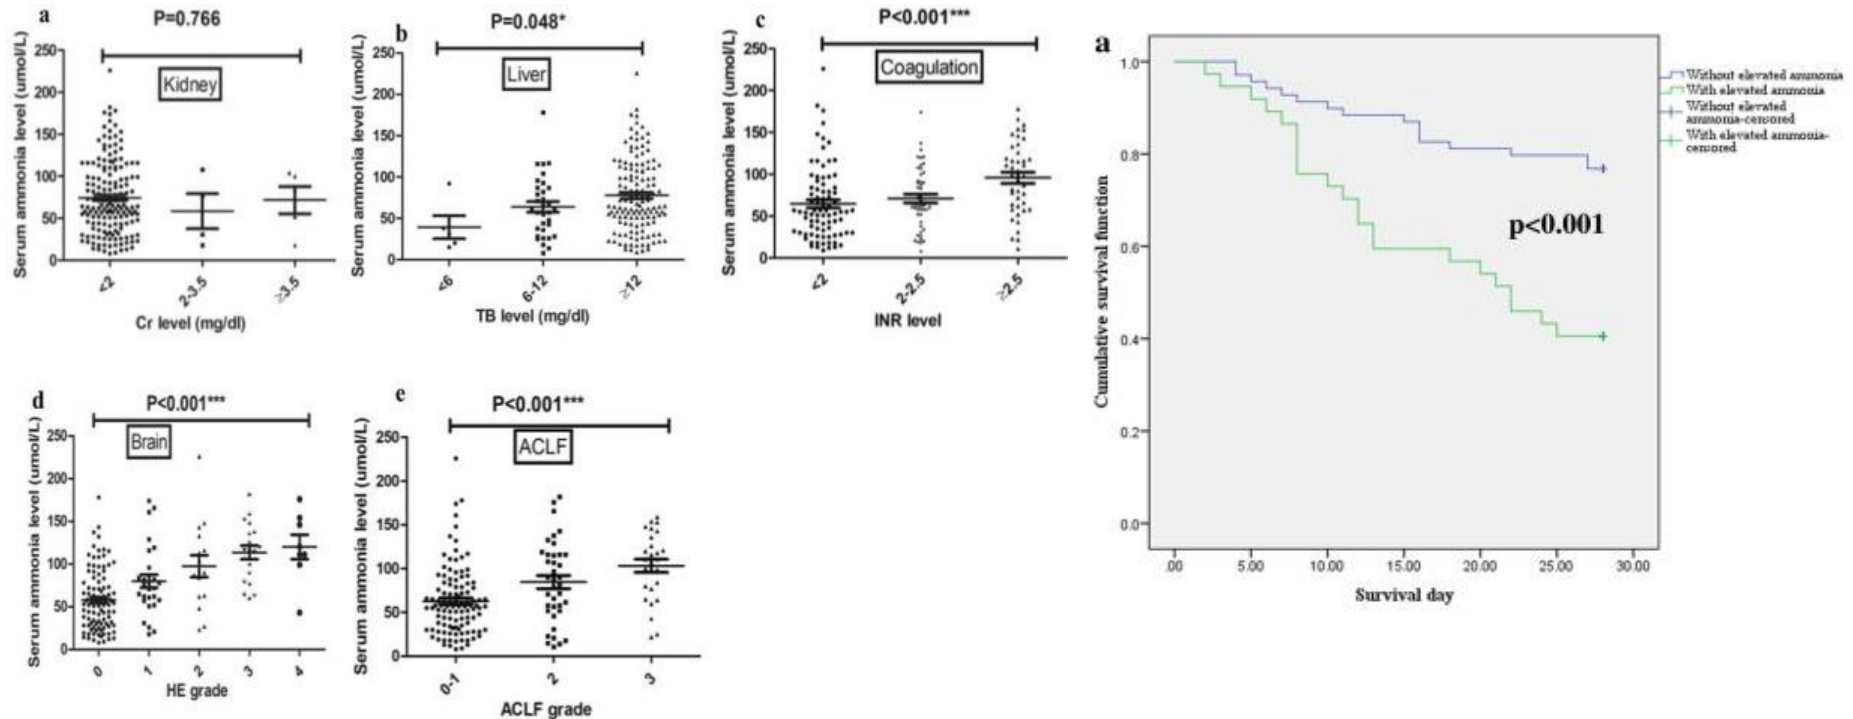 a
P=0.766
Kidney
Serum ammonia level (umol/L)
250
200
150
100
50
0
<2
2-3.5
≥3.5
Cr level (mg/dl)
b
P=0.048*
Liver
Serum ammonia level (umol/L)
250
200
150
100
50
0
<6
6-12
≥12
TB level (mg/dl)
c
P<0.001***
Coagulation
Serum ammonia level (umol/L)
250
200
150
100
50
0
<2
2-2.5
≥2.5
INR level
a
Cumulative survival function
1.0
0.8
0.6
0.4
0.2
0.0
p<0.001
.00
5.00
10.00
15.00
20.00
25.00
30.00
Survival day
Without elevated ammonia
With elevated ammonia
Without elevated
ammonia-censored
With elevated ammonia-
censored
d
P<0.001***
Brain
Serum ammonia level (umol/L)
250
200
150
100
50
0
0
1
2
3
4
HE grade
e
P<0.001***
ACLF
Serum ammonia level (umol/L)
250
200
150
100
50
0
0-1
2
3
ACLF grade